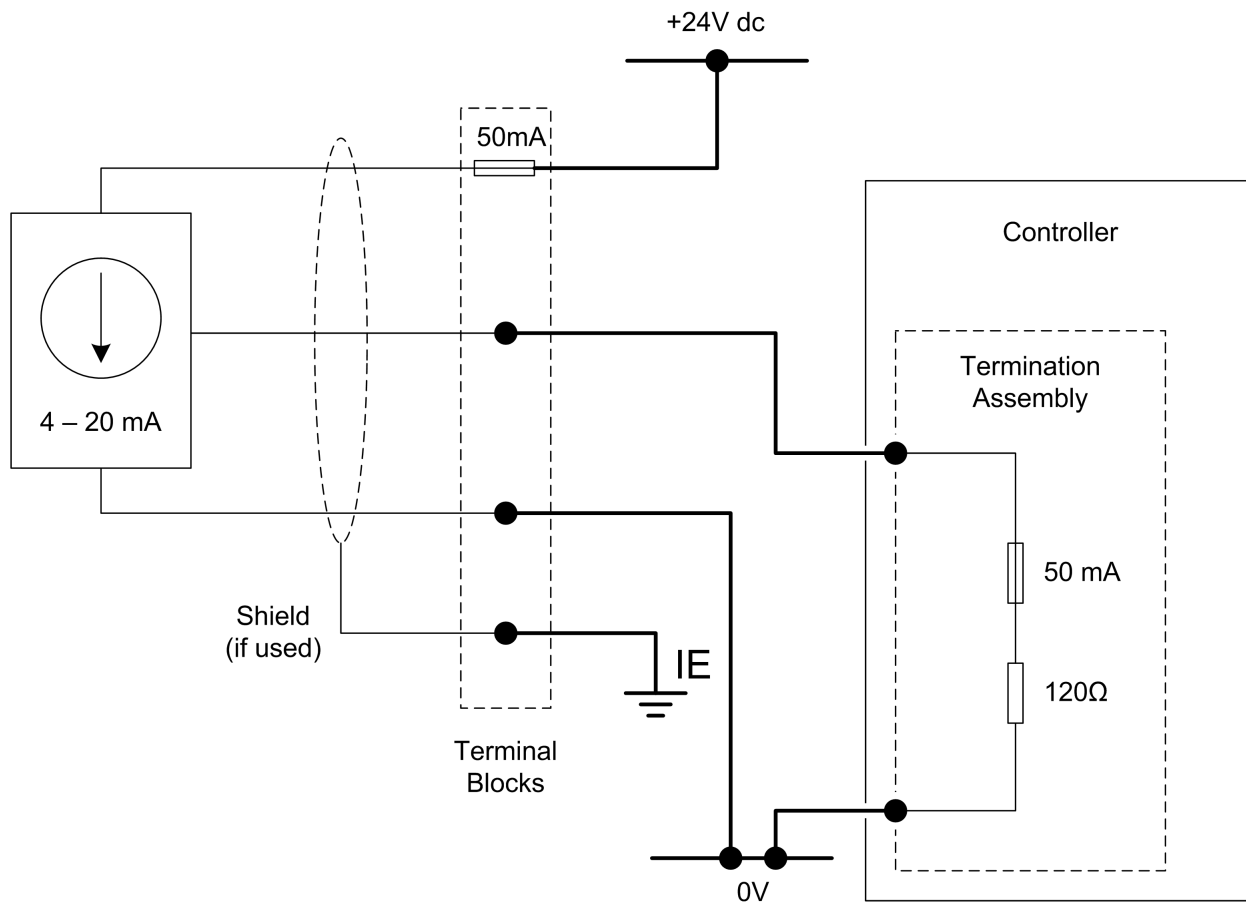 +24V dc
50mA
Controller
Termination
Assembly
4 – 20 mA
50 mA
Shield
(if used)
IE
120Ω
Terminal
Blocks
0V